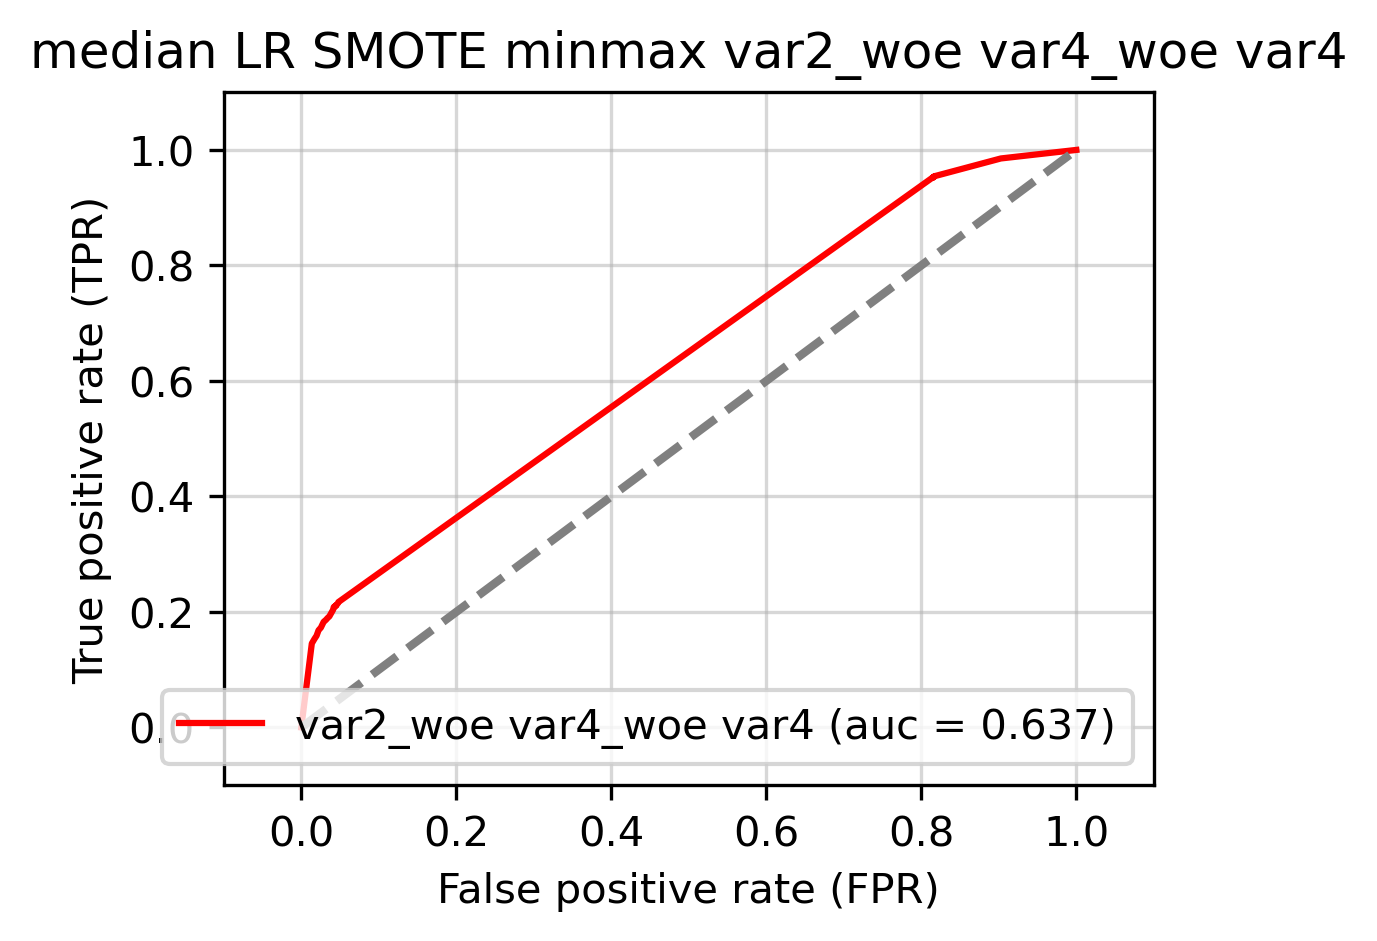 median LR SMOTE minmax var2_woe var4_woe var4
True positive rate (TPR)
1.0
0.8
0.6
0.4
0.2
0.0
var2_woe var4_woe var4 (auc = 0.637)
0.0 0.2 0.4 0.6 0.8 1.0
False positive rate (FPR)